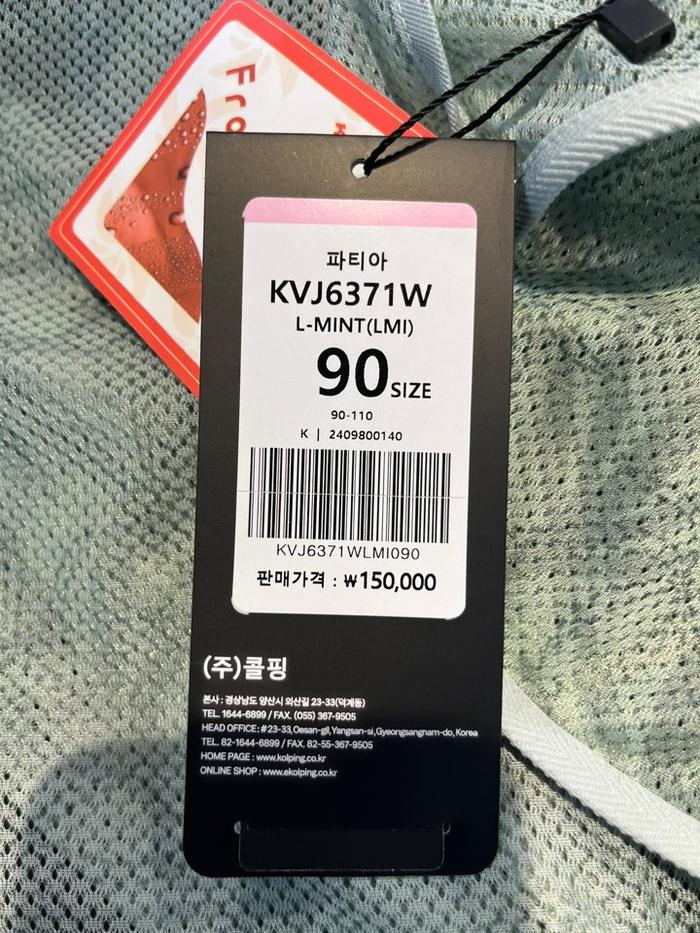 Fro
파티아
KVJ6371W
L-MINT(LMI)
90 SIZE
90-110
K | 2409800140
KVJ6371WLMI090
판매가격 : ₩150,000
(주)콜핑
본사 : 경상남도 양산시 외산길 23-33(덕계동)
TEL. 1644-6899 / FAX. (055) 367-9505
HEAD OFFICE : #23-33, Oesan-gil, Yangsan-si, Gyeongsangnam-do, Korea
TEL. 82-1644-6899 / FAX. 82-55-367-9505
HOME PAGE : www.kolping.co.kr
ONLINE SHOP : www.ekolping.co.kr